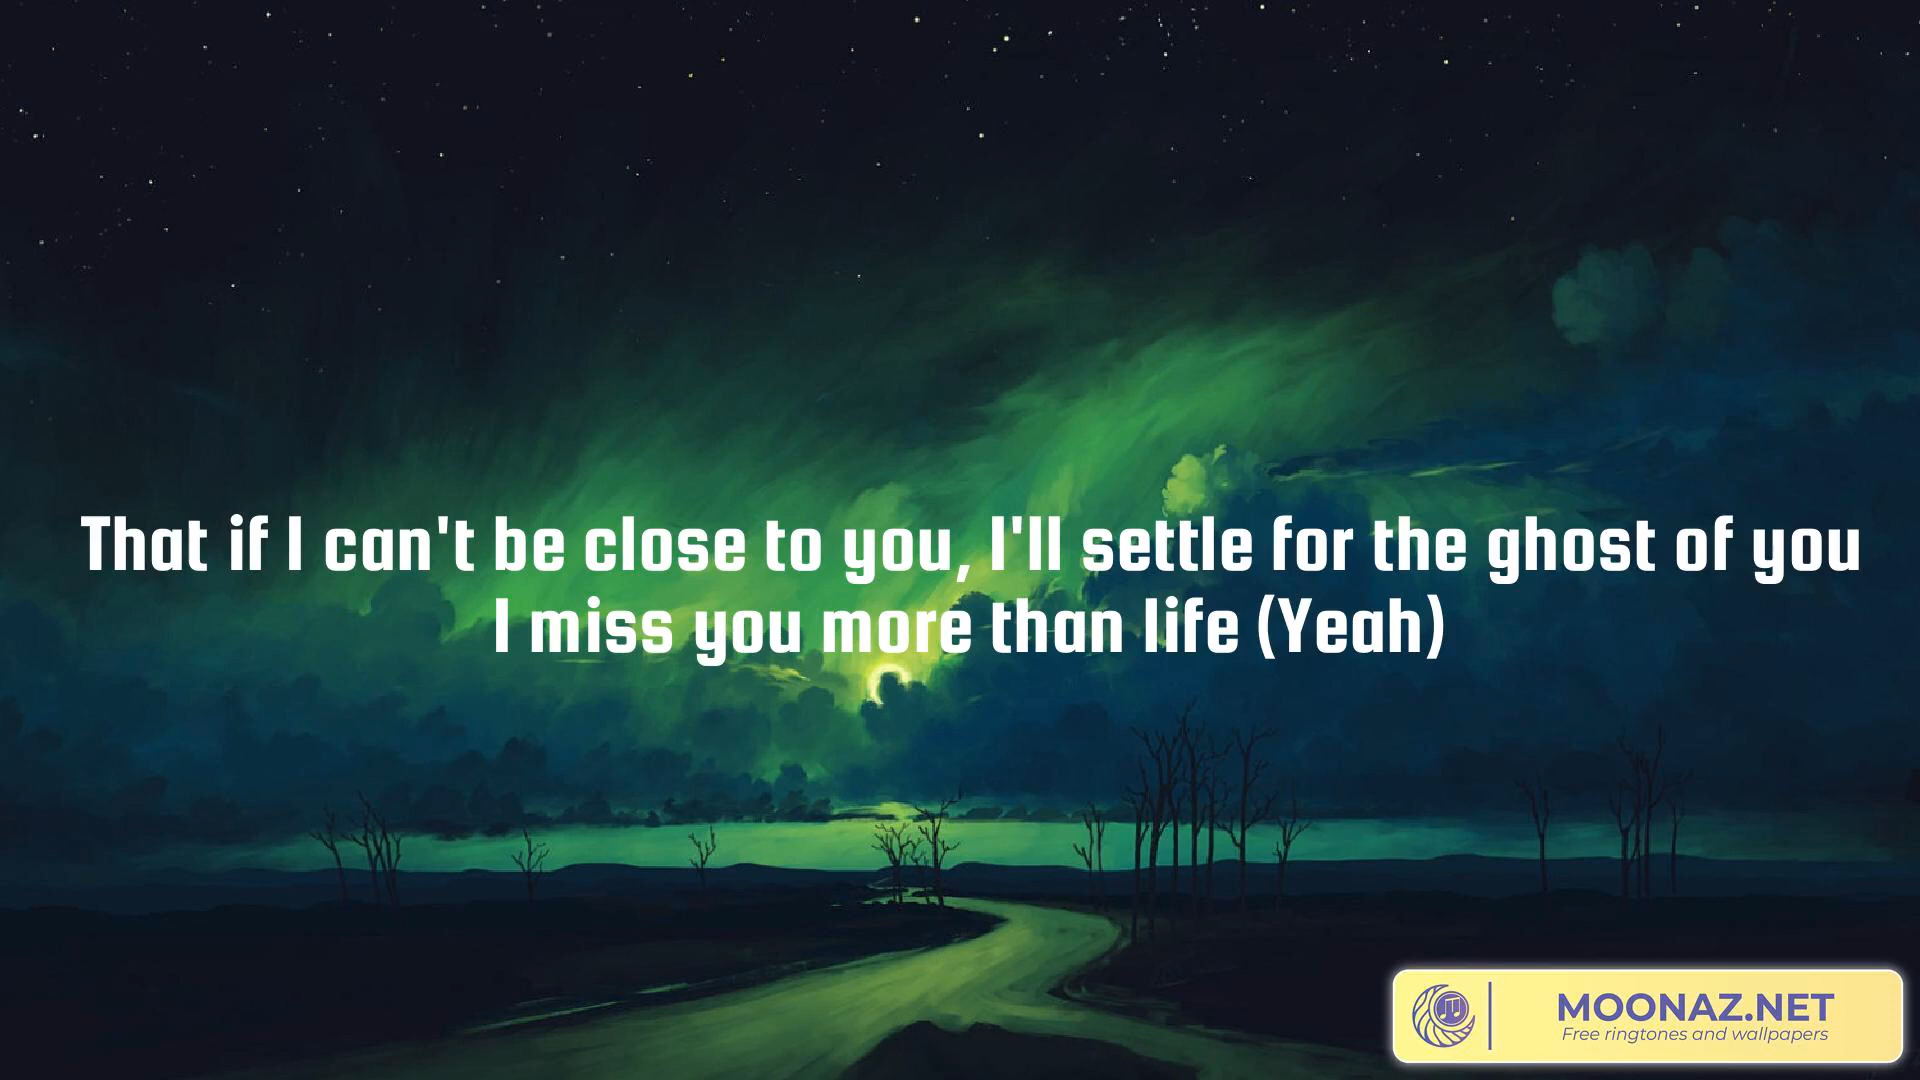 That if I can't be close to you, I'll settle for the ghost of you
I miss you more than life (Yeah)
MOONAZ.NET
Free ringtones and wallpapers